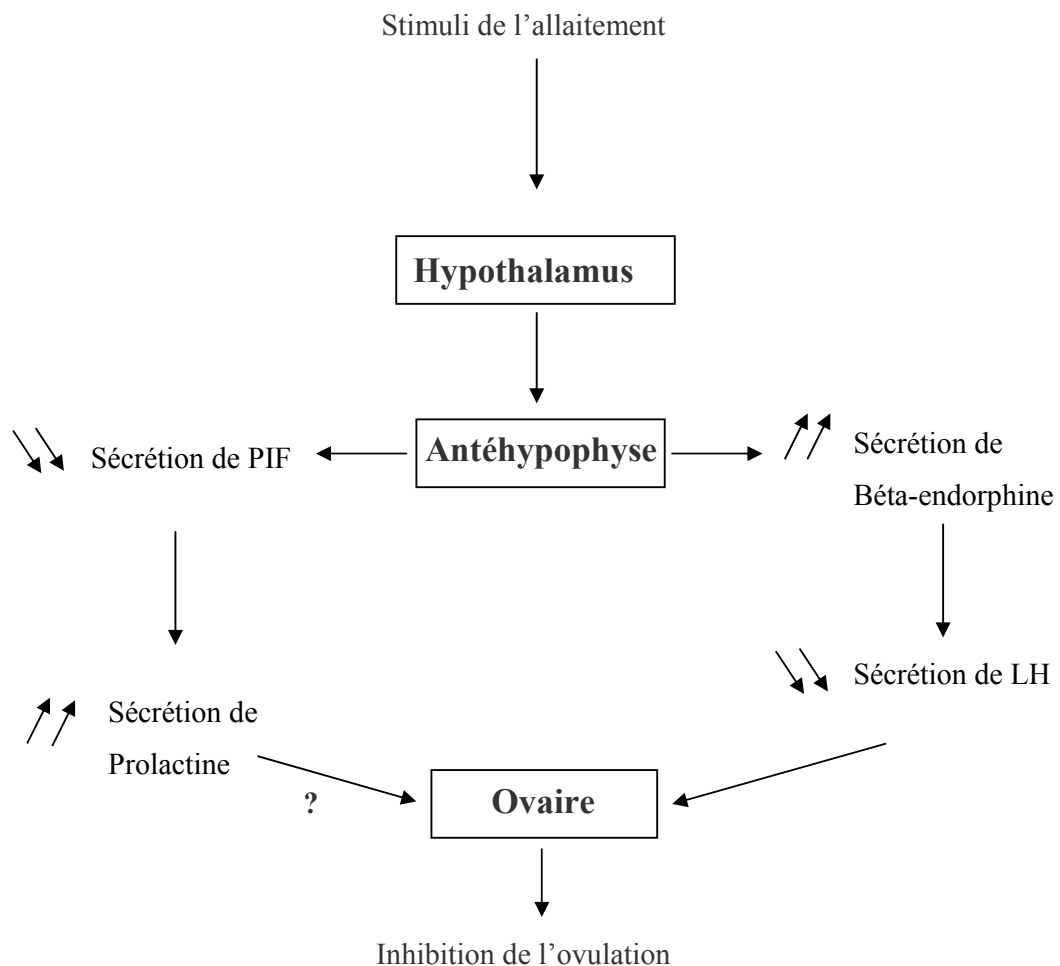 Stimuli de l’allaitement
Hypothalamus
Antéhypophyse
Sécrétion de PIF
Sécrétion de
Béta-endorphine
Sécrétion de LH
Sécrétion de
Prolactine
?
Ovaire
Inhibition de l’ovulation